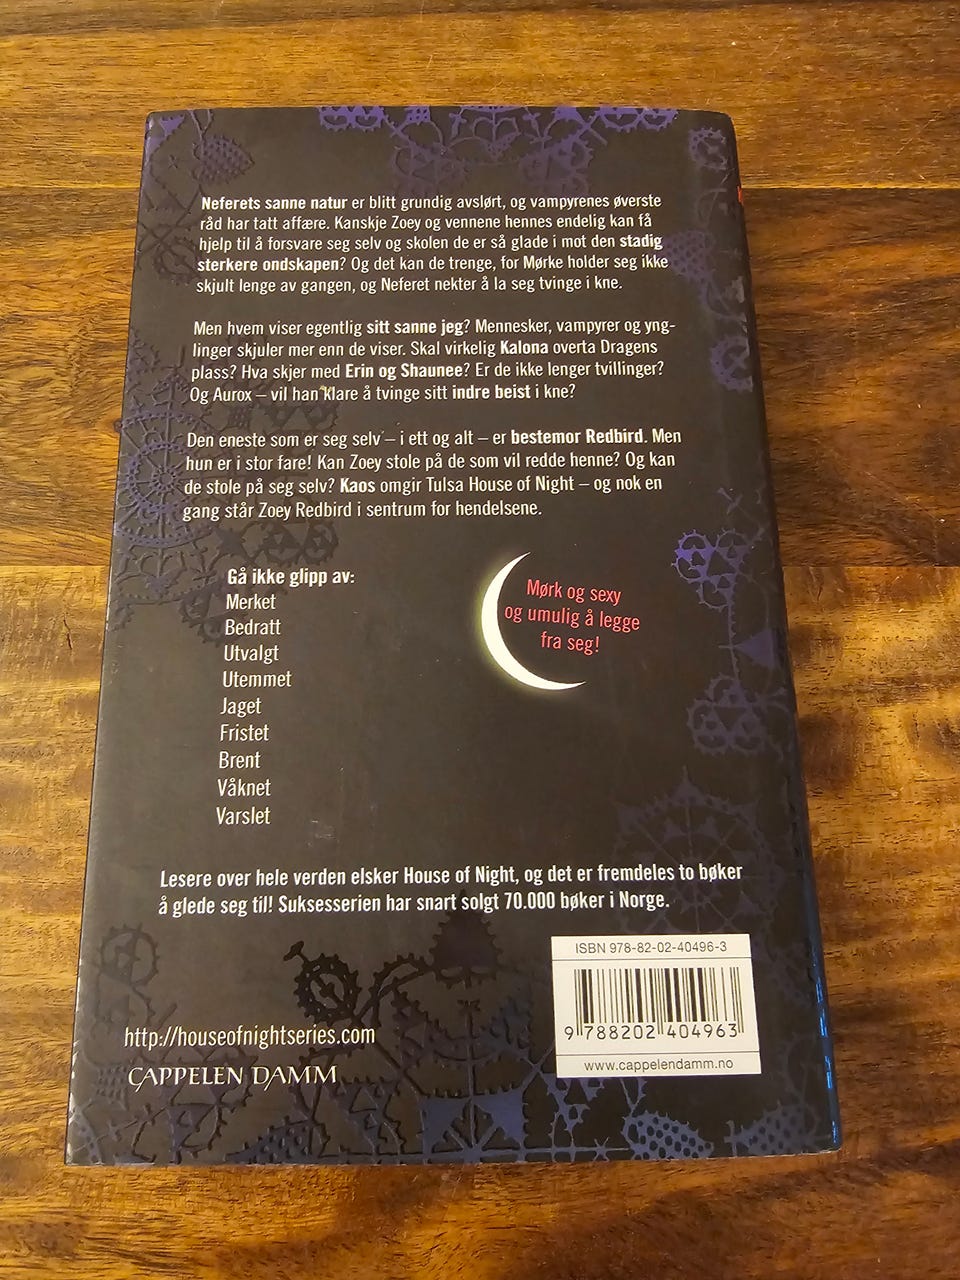 Neferets sanne natur er blitt grundig avslørt, og vampyrenes øverste
råd har tatt affære. Kanskje Zoey og vennene hennes endelig kan få
hjelp til å forsvare seg selv og skolen de er så glade i mot den stadig
sterkere ondskapen? Og det kan de trenge, for Mørke holder seg ikke
skjult lenge av gangen, og Neferet nekter å la seg tvinge i kne.
Men hvem viser egentlig sitt sanne jeg? Mennesker, vampyrer og yng-
linger skjuler mer enn de viser. Skal virkelig Kalona overta Dragens
plass? Hva skjer med Erin og Shaunee? Er de ikke lenger tvillinger?
Og Aurox – vil han klare å tvinge sitt indre beist i kne?
Den eneste som er seg selv – i ett og alt – er bestemor Redbird. Men
hun er i stor fare! Kan Zoey stole på de som vil redde henne? Og kan
de stole på seg selv? Kaos omgir Tulsa House of Night – og nok en
gang står Zoey Redbird i sentrum for hendelsene.
Gå ikke glipp av:
Merket
Bedratt
Utvalgt
Utemmet
Jaget
Fristet
Brent
Våknet
Varslet
Mørk og sexy
og umulig å legge
fra seg!
Lesere over hele verden elsker House of Night, og det er fremdeles to bøker
å glede seg til! Suksesserien har snart solgt 70.000 bøker i Norge.
ISBN 978-82-02-40496-3
9 788202 404963
www.cappelendamm.no
http://houseofnightseries.com
CAPPELEN DAMM